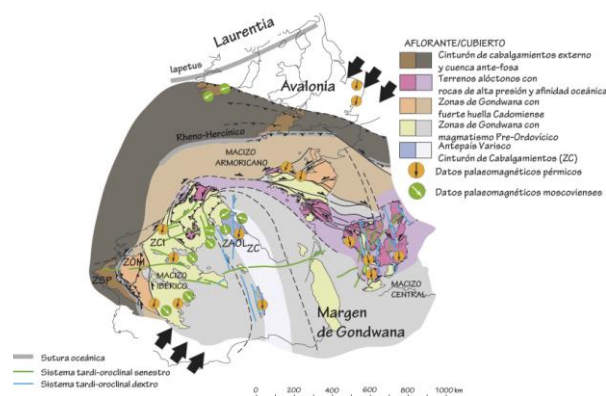 Laurentia
Iapetus
Avalonia
Rheno-Hercínico
MACIZO
ARMORICANO
ZCI
ZAOL
ZC
ZOM
ZSP
MACIZO
IBÉRICO
MACIZO
CENTRAL
Margen
de Gondwana
AFLORANTE/CUBIERTO
Cinturón de cabalgamientos externo
y cuenca ante-fosa
Terrenos alóctonos con
rocas de alta presión y afinidad oceánica
Zonas de Gondwana con
fuerte huella Cadomiense
Zonas de Gondwana con
magmatismo Pre-Ordovícico
Antepaís Varisco
Cinturón de Cabalgamientos (ZC)
Datos palaeomagnéticos pérmicos
Datos palaeomagnéticos moscovienses
Sutura oceánica
Sistema tardi-oroclinal senestro
Sistema tardi-oroclinal dextro
0 200 400 600 800 1000 km